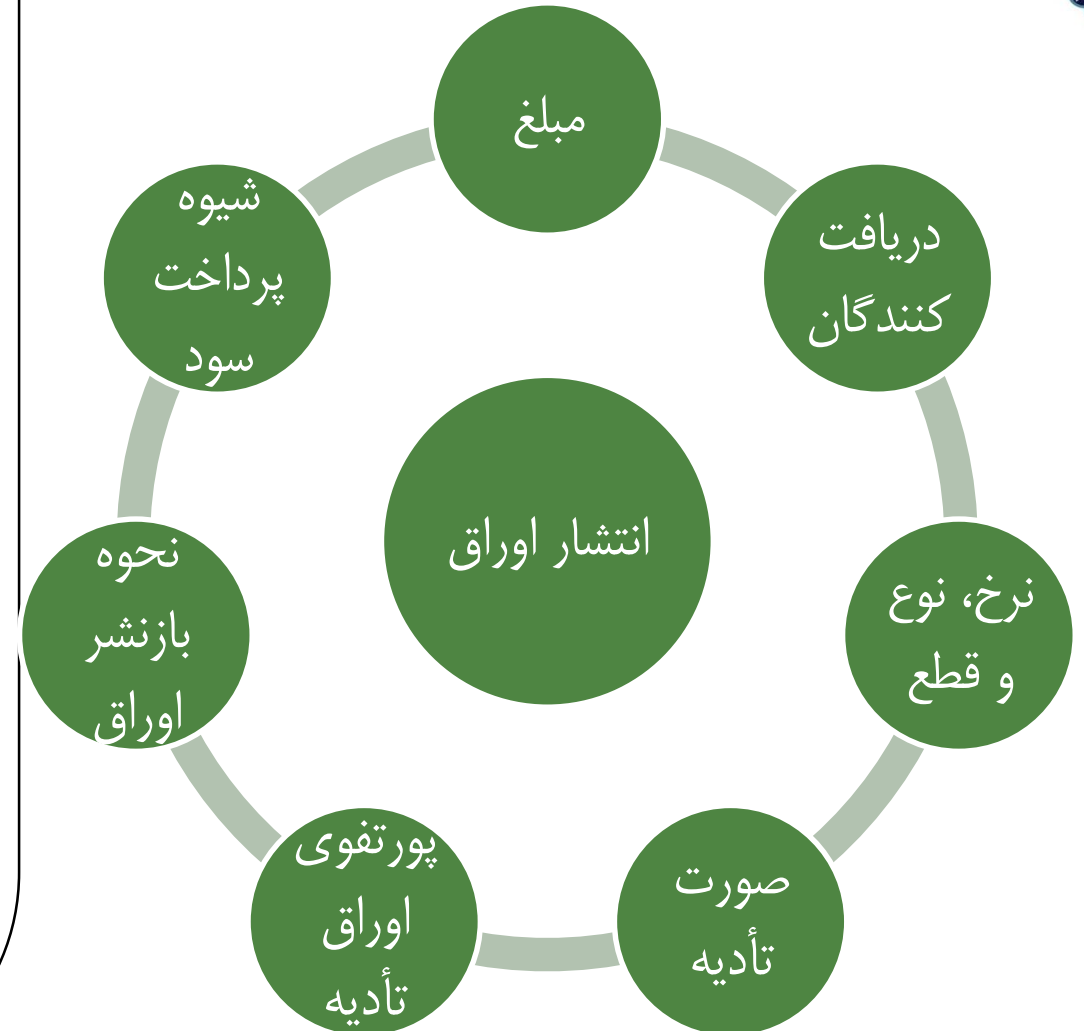 مبلغ
دریافت
کنندگان
نرخ، نوع
و قطع
صورت
تأدیه
پورتفوی
اوراق
تأدیه
نحوه
بازنشر
اوراق
شیوه
پرداخت
سود
انتشار اوراق